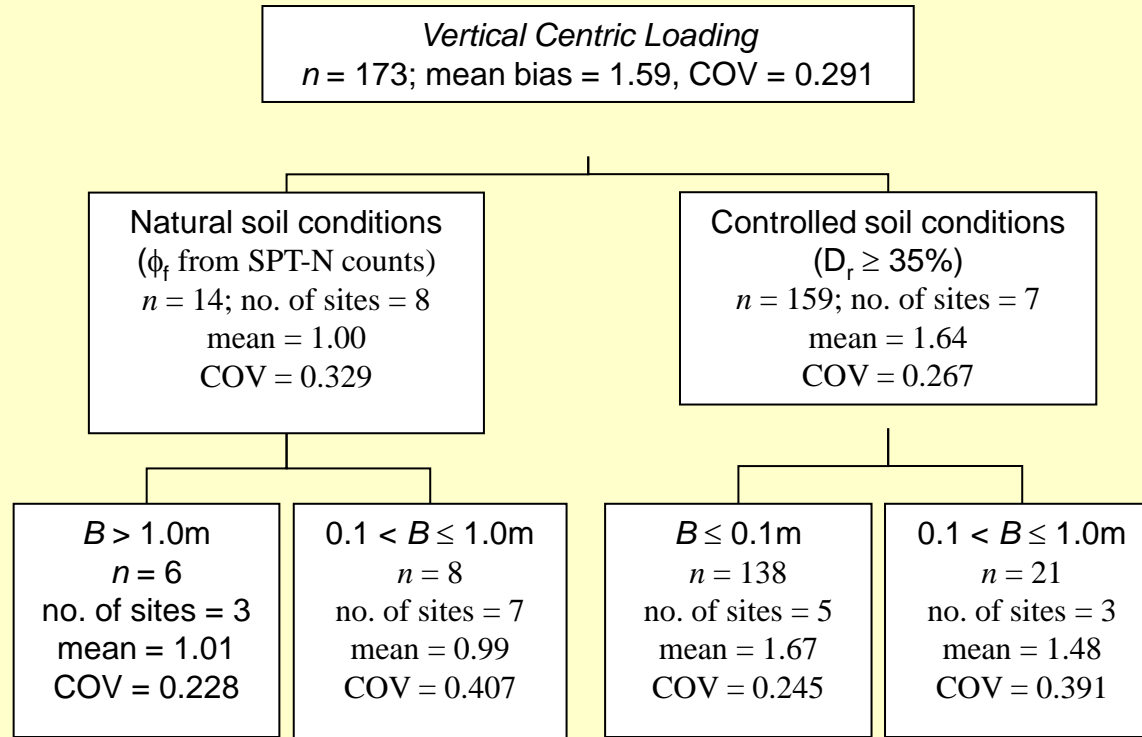 Vertical Centric Loading
n = 173; mean bias = 1.59, COV = 0.291
Natural soil conditions
(ϕf from SPT-N counts)
n = 14; no. of sites = 8
mean = 1.00
COV = 0.329
Controlled soil conditions
(Dr ≥ 35%)
n = 159; no. of sites = 7
mean = 1.64
COV = 0.267
B > 1.0m
n = 6
no. of sites = 3
mean = 1.01
COV = 0.228
0.1 < B ≤ 1.0m
n = 8
no. of sites = 7
mean = 0.99
COV = 0.407
B ≤ 0.1m
n = 138
no. of sites = 5
mean = 1.67
COV = 0.245
0.1 < B ≤ 1.0m
n = 21
no. of sites = 3
mean = 1.48
COV = 0.391